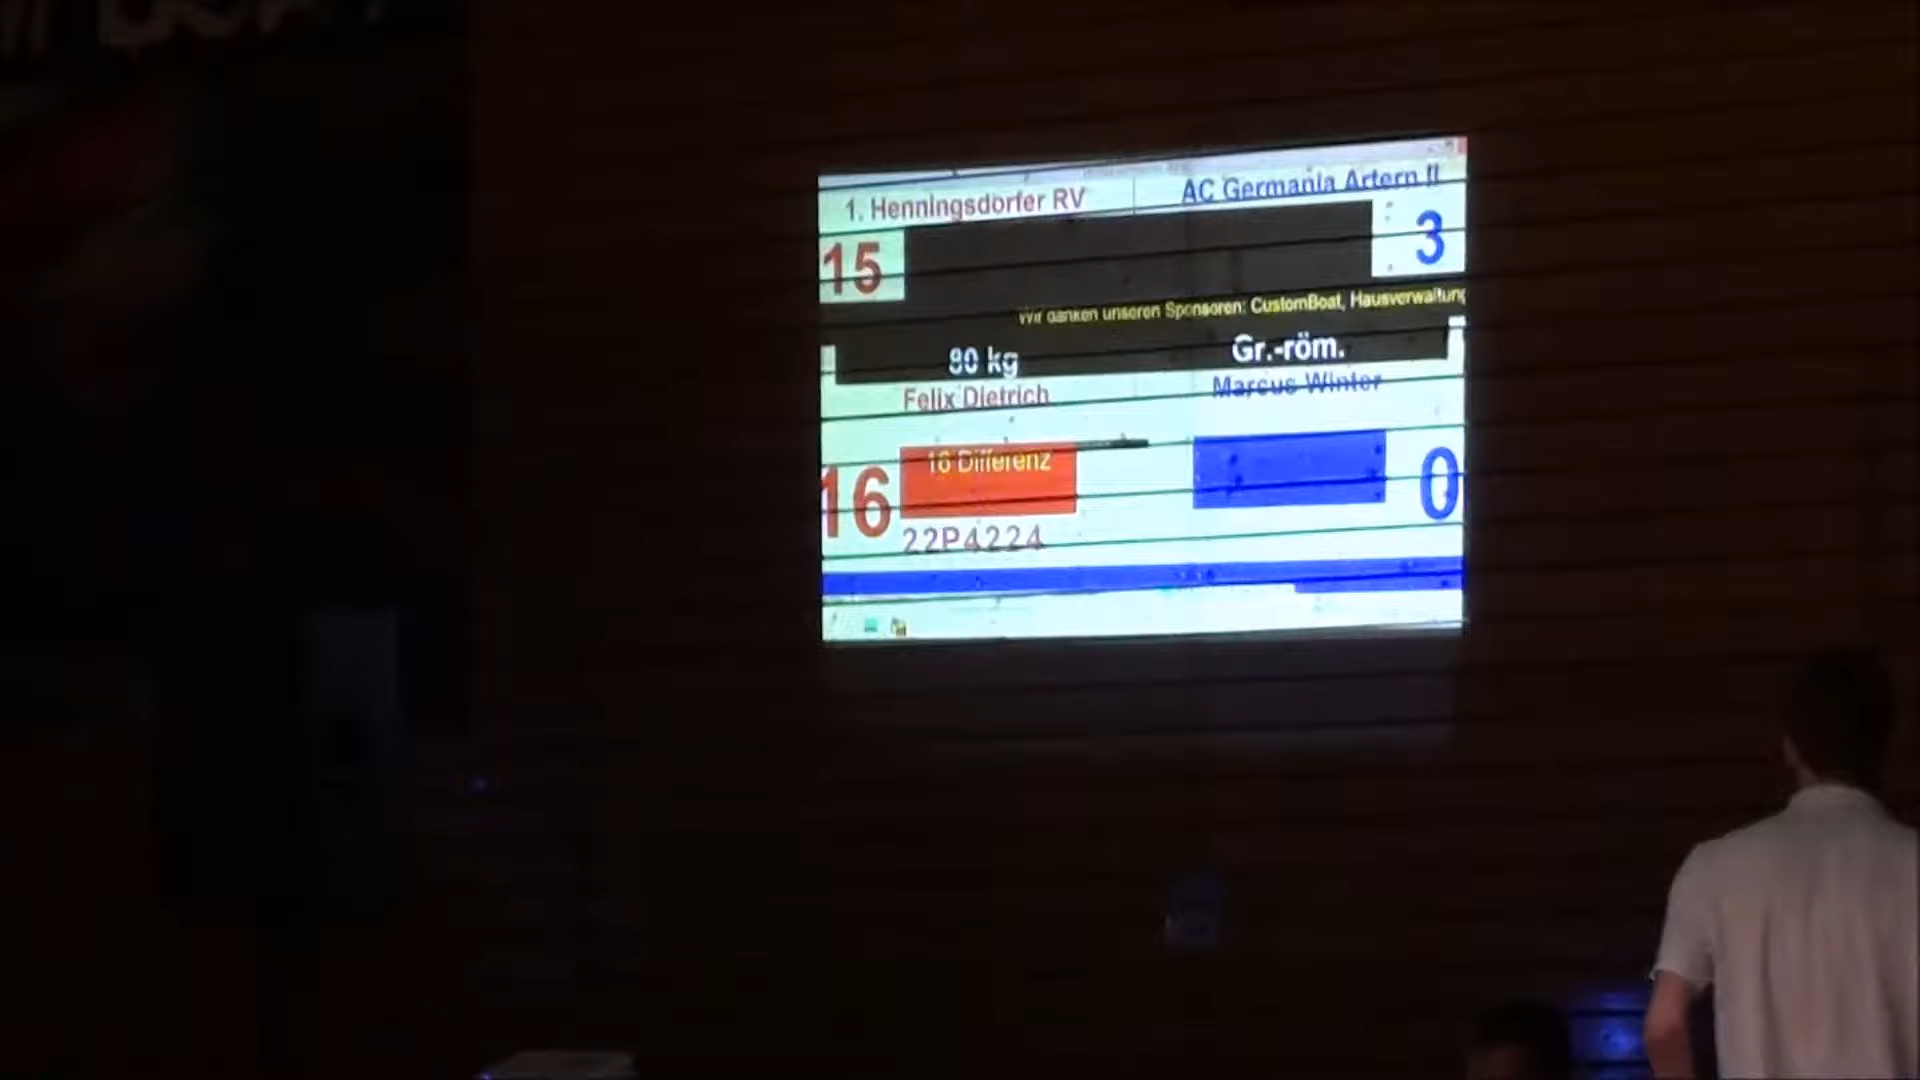 1. Henningsdorfer RV
AC Germania Artern II
15
3
Wir danken unseren Sponsoren: CustomBoat, Hausverwaltung
80 kg
Gr.-röm.
Felix Dietrich
Marcus Winter
16
16 Differenz
0
22P4224